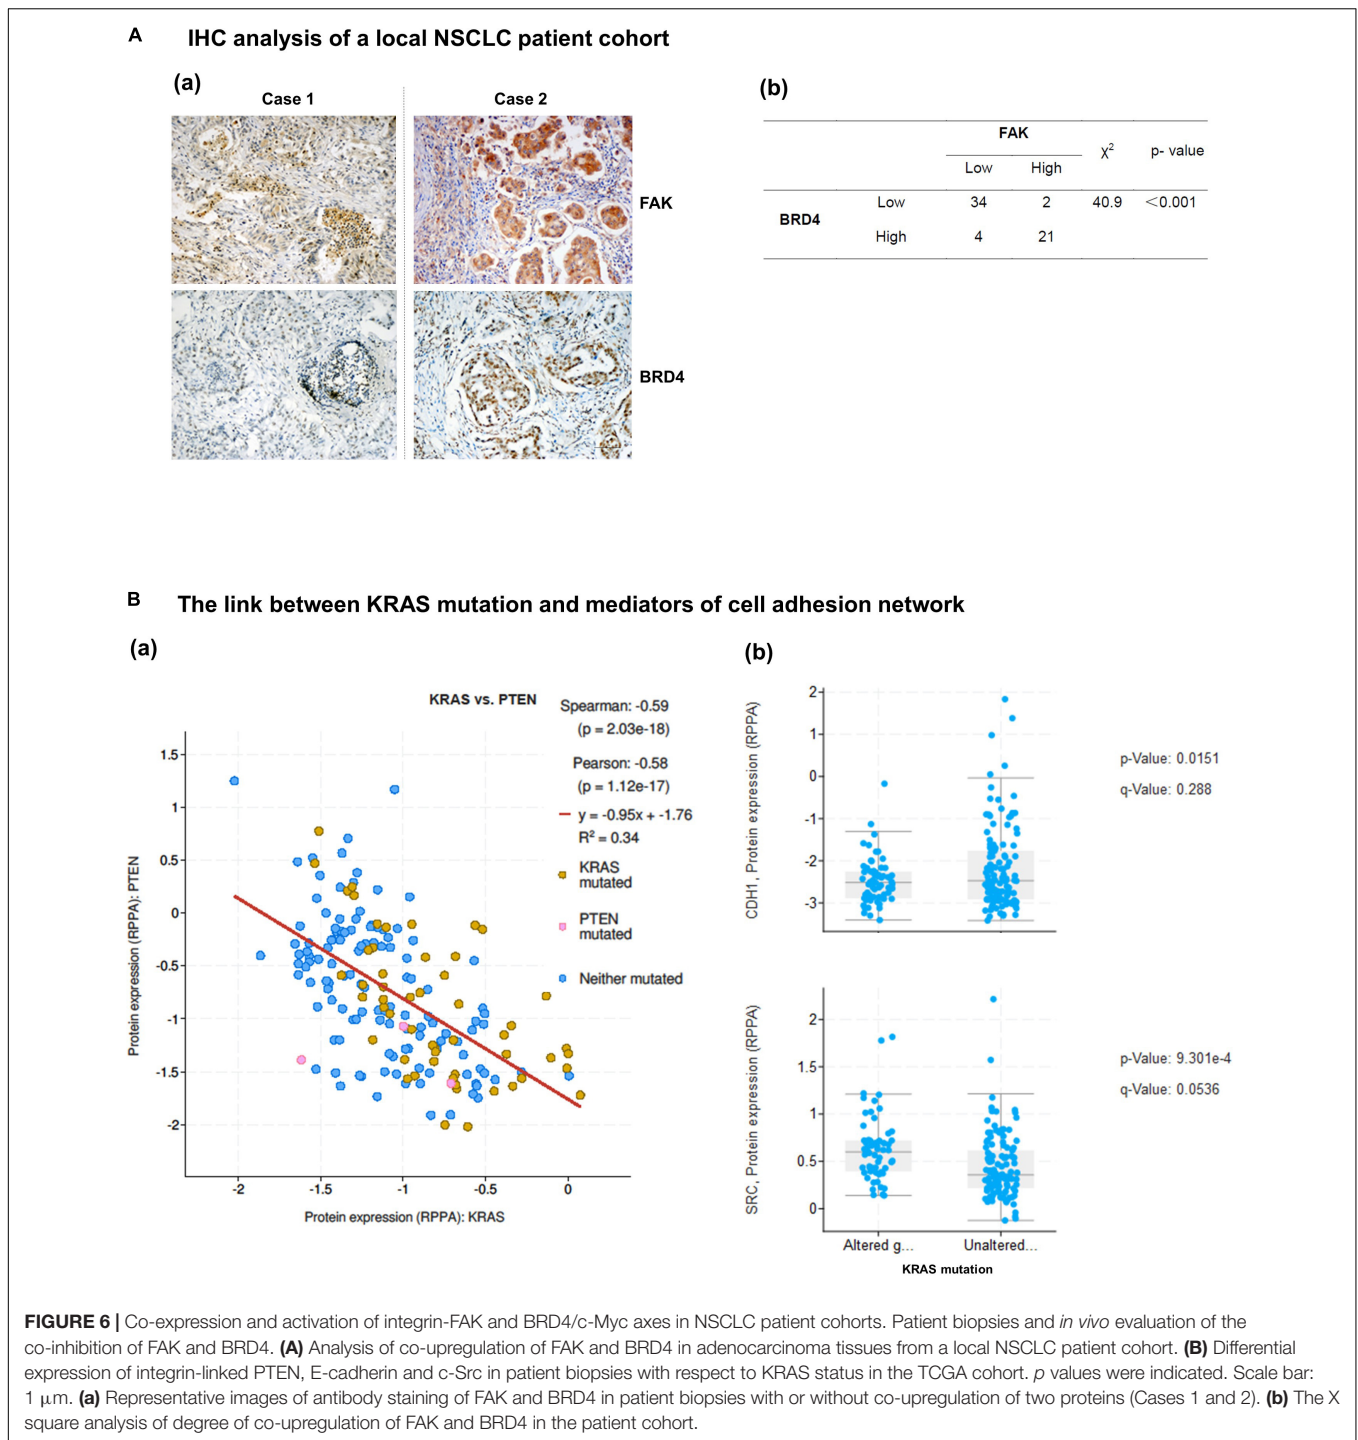 A IHC analysis of a local NSCLC patient cohort
(a)
Case 1 Case 2
FAK
BRD4
(b)
FAK
χ² p- value
Low High
BRD4
Low 34 2 40.9 <0.001
High 4 21
B The link between KRAS mutation and mediators of cell adhesion network
(a)
KRAS vs. PTEN
Spearman: -0.59
(p = 2.03e-18)
Pearson: -0.58
(p = 1.12e-17)
y = -0.95x + -1.76
R² = 0.34
KRAS
mutated
PTEN
mutated
Neither mutated
Protein expression (RPPA): PTEN
1.5
1
0.5
0
-0.5
-1
-1.5
-2
-2 -1.5 -1 -0.5 0
Protein expression (RPPA): KRAS
(b)
CDH1, Protein expression (RPPA)
2
1
0
-1
-2
-3
p-Value: 0.0151
q-Value: 0.288
SRC, Protein expression (RPPA)
2
1.5
1
0.5
0
p-Value: 9.301e-4
q-Value: 0.0536
Altered g... Unaltered...
KRAS mutation
FIGURE 6 | Co-expression and activation of integrin-FAK and BRD4/c-Myc axes in NSCLC patient cohorts. Patient biopsies and in vivo evaluation of the
co-inhibition of FAK and BRD4. (A) Analysis of co-upregulation of FAK and BRD4 in adenocarcinoma tissues from a local NSCLC patient cohort. (B) Differential
expression of integrin-linked PTEN, E-cadherin and c-Src in patient biopsies with respect to KRAS status in the TCGA cohort. p values were indicated. Scale bar:
1 μm. (a) Representative images of antibody staining of FAK and BRD4 in patient biopsies with or without co-upregulation of two proteins (Cases 1 and 2). (b) The X
square analysis of degree of co-upregulation of FAK and BRD4 in the patient cohort.